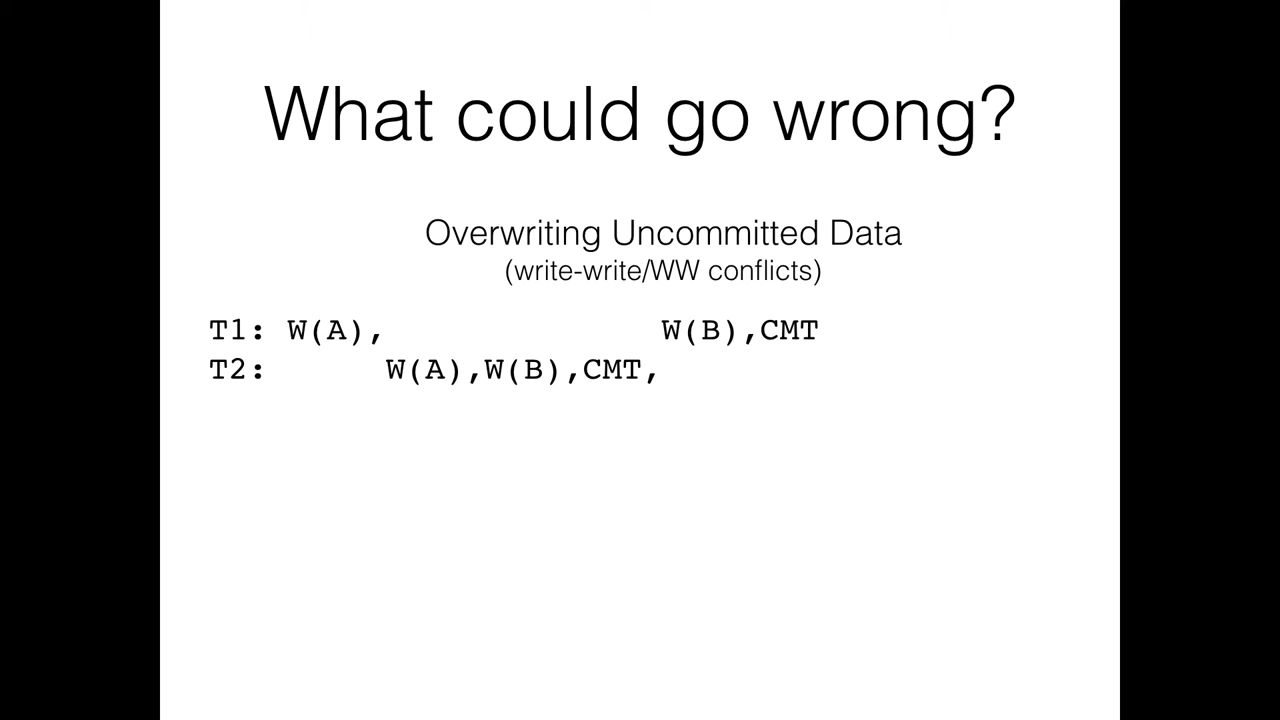 What could go wrong?
Overwriting Uncommitted Data
(write-write/WW conflicts)
T1: W(A),                 W(B),CMT
T2:      W(A),W(B),CMT,